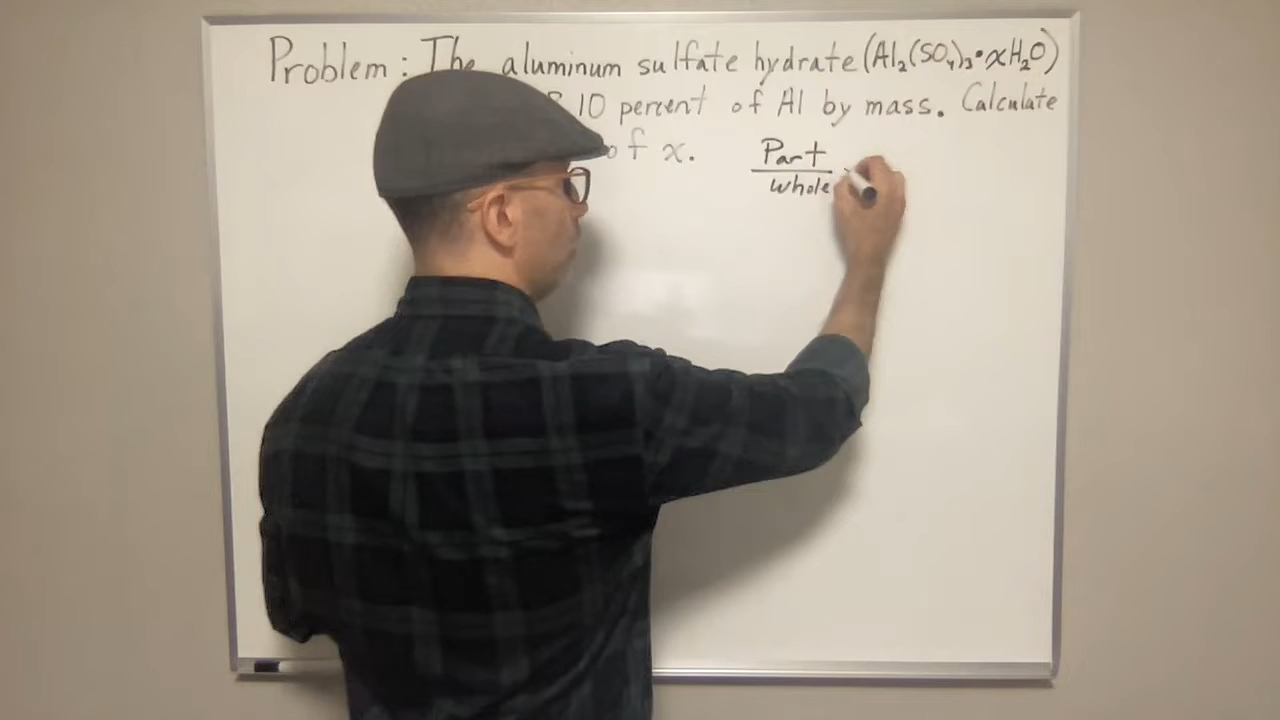 Problem: The aluminum sulfate hydrate (Al₂(SO₄)₃•xH₂O)
10 percent of Al by mass. Calculate
of x.
Part
whole